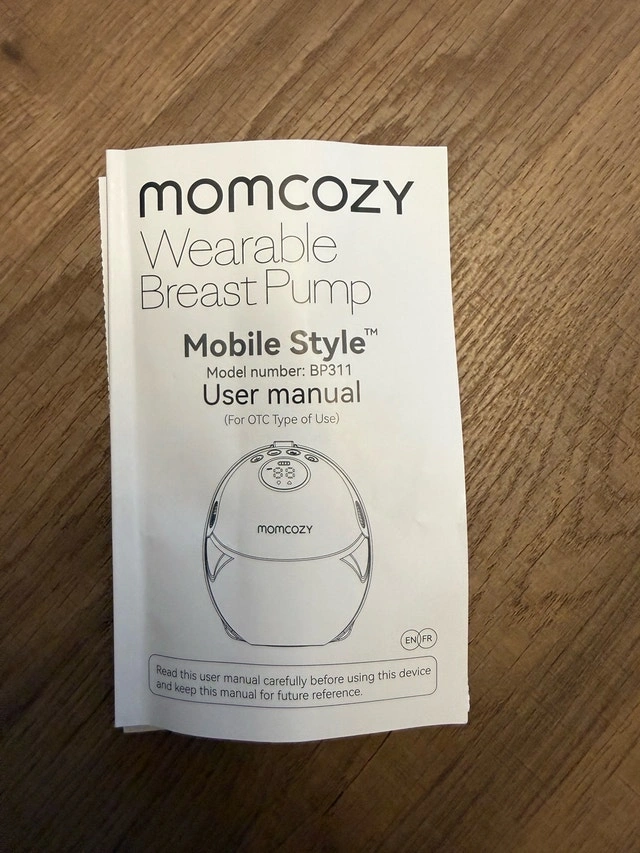 momcozy
Wearable
Breast Pump
Mobile Style™
Model number: BP311
User manual
(For OTC Type of Use)
88
momcozy
EN FR
Read this user manual carefully before using this device
and keep this manual for future reference.